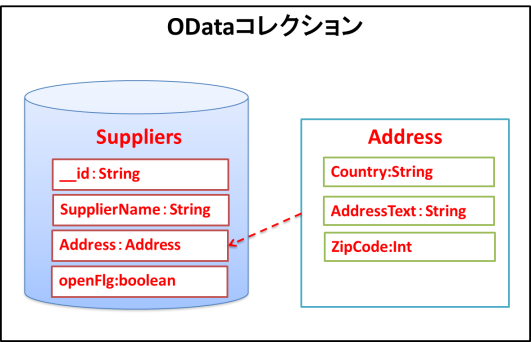 ODataコレクション
Suppliers
__id：String
SupplierName：String
Address：Address
openFlg:boolean
Address
Country:String
AddressText：String
ZipCode:Int